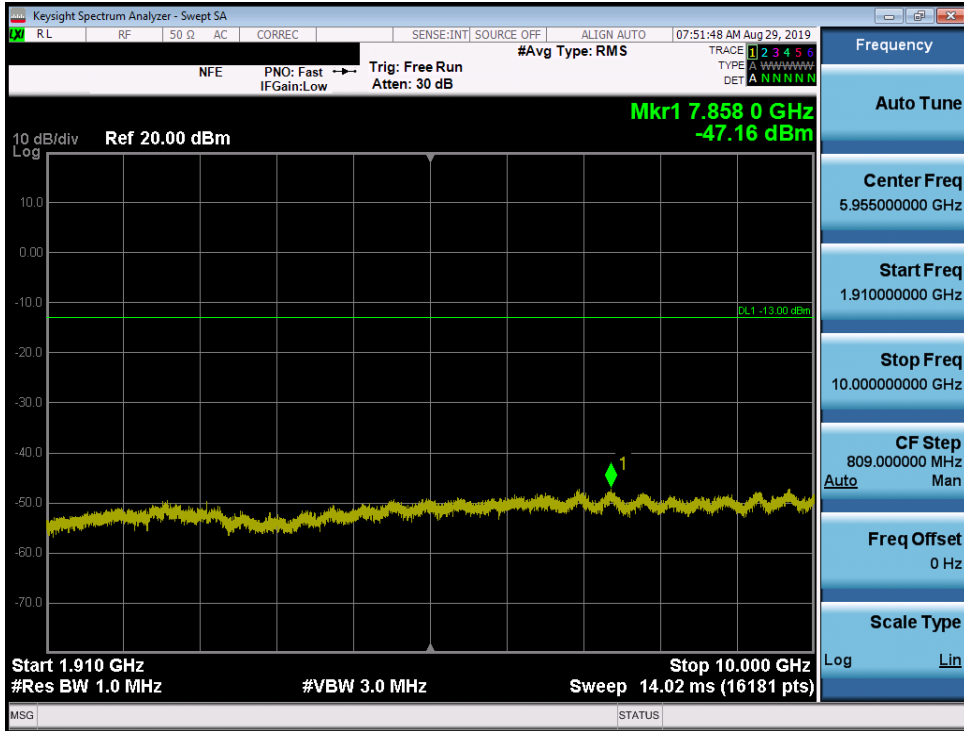 Keysight Spectrum Analyzer - Swept SA
LXI RL RF 50 Ω AC CORREC SENSE:INT SOURCE OFF ALIGN AUTO 07:51:48 AM Aug 29, 2019
#Avg Type: RMS TRACE 1 2 3 4 5 6
NFE PNO: Fast Trig: Free Run TYPE A WWWWW
IFGain:Low Atten: 30 dB DET A N N N N N
Mkr1 7.858 0 GHz
10 dB/div Ref 20.00 dBm -47.16 dBm
Log
10.0
0.00
-10.0
DL1 -13.00 dBm
-20.0
-30.0
-40.0
1
-50.0
-60.0
-70.0
Start 1.910 GHz Stop 10.000 GHz
#Res BW 1.0 MHz #VBW 3.0 MHz Sweep 14.02 ms (16181 pts)
MSG STATUS
Frequency
Auto Tune
Center Freq
5.955000000 GHz
Start Freq
1.910000000 GHz
Stop Freq
10.000000000 GHz
CF Step
809.000000 MHz
Auto Man
Freq Offset
0 Hz
Scale Type
Log Lin